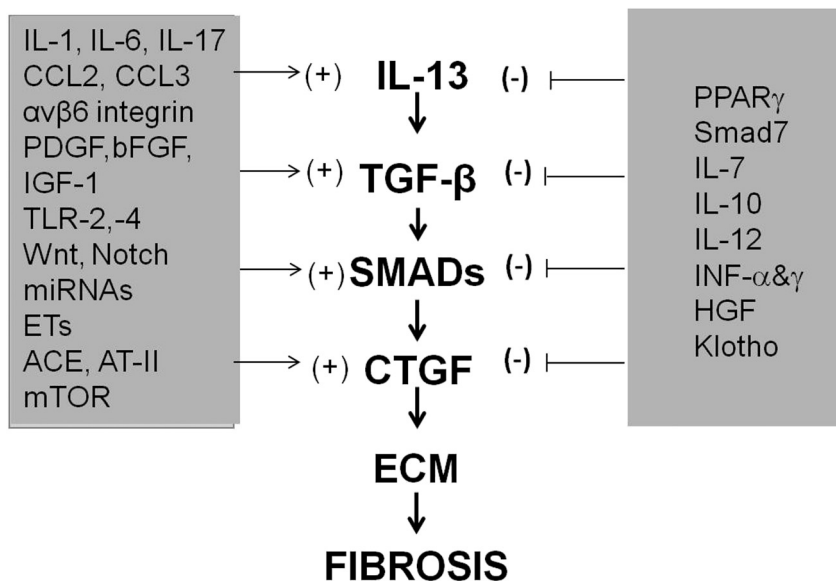 IL-1, IL-6, IL-17
CCL2, CCL3
αvβ6 integrin
PDGF,bFGF,
IGF-1
TLR-2,-4
Wnt, Notch
miRNAs
ETs
ACE, AT-II
mTOR
(+) IL-13 (-)
(+) TGF-β (-)
(+) SMADs (-)
(+) CTGF (-)
ECM
FIBROSIS
PPARγ
Smad7
IL-7
IL-10
IL-12
INF-α&γ
HGF
Klotho